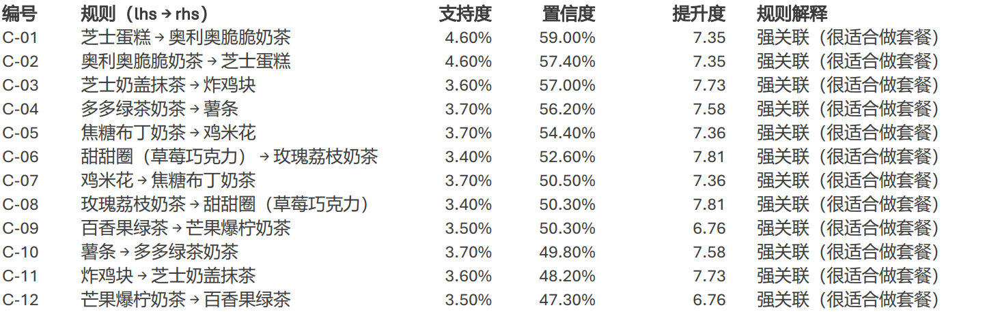 编号 规则（lhs → rhs） 支持度 置信度 提升度 规则解释
C-01 芝士蛋糕 → 奥利奥脆脆奶茶 4.60% 59.00% 7.35 强关联（很适合做套餐）
C-02 奥利奥脆脆奶茶 → 芝士蛋糕 4.60% 57.40% 7.35 强关联（很适合做套餐）
C-03 芝士奶盖抹茶 → 炸鸡块 3.60% 57.00% 7.73 强关联（很适合做套餐）
C-04 多多绿茶奶茶 → 薯条 3.70% 56.20% 7.58 强关联（很适合做套餐）
C-05 焦糖布丁奶茶 → 鸡米花 3.70% 54.40% 7.36 强关联（很适合做套餐）
C-06 甜甜圈（草莓巧克力） → 玫瑰荔枝奶茶 3.40% 52.60% 7.81 强关联（很适合做套餐）
C-07 鸡米花 → 焦糖布丁奶茶 3.70% 50.50% 7.36 强关联（很适合做套餐）
C-08 玫瑰荔枝奶茶 → 甜甜圈（草莓巧克力） 3.40% 50.30% 7.81 强关联（很适合做套餐）
C-09 百香果绿茶 → 芒果爆柠奶茶 3.50% 50.30% 6.76 强关联（很适合做套餐）
C-10 薯条 → 多多绿茶奶茶 3.70% 49.80% 7.58 强关联（很适合做套餐）
C-11 炸鸡块 → 芝士奶盖抹茶 3.60% 48.20% 7.73 强关联（很适合做套餐）
C-12 芒果爆柠奶茶 → 百香果绿茶 3.50% 47.30% 6.76 强关联（很适合做套餐）